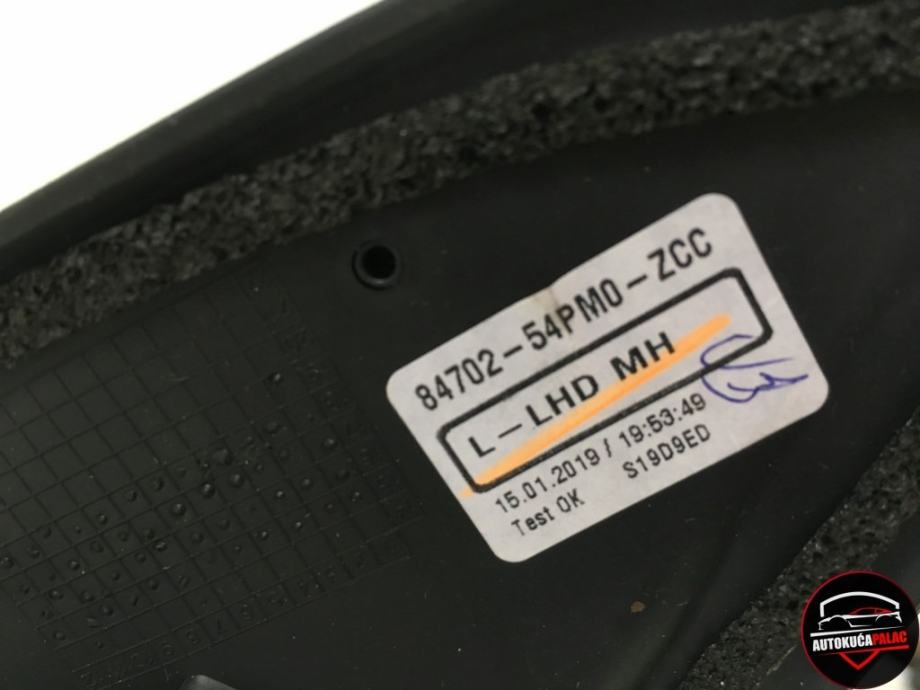 84702-54PM0-ZCC
L-LHD MH
15.01.2019 / 19:53:49
Test OK S19D9ED
AUTOKUĆAPALAC